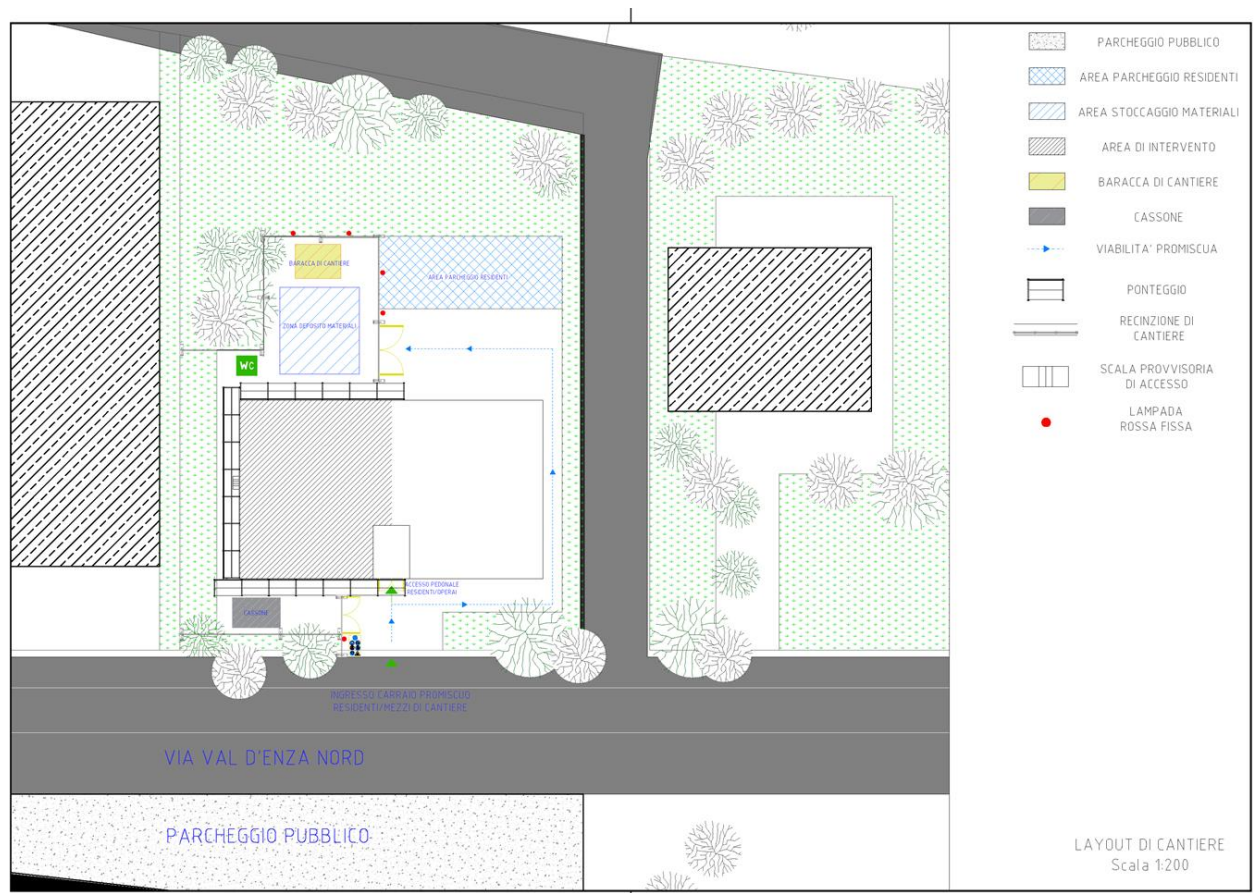 PARCHEGGIO PUBBLICO
AREA PARCHEGGIO RESIDENTI
AREA STOCCAGGIO MATERIALI
AREA DI INTERVENTO
BARACCA DI CANTIERE
CASSONE
VIABILITA' PROMISCUA
PONTEGGIO
RECINZIONE DI
CANTIERE
SCALA PROVVISORIA
DI ACCESSO
LAMPADA
ROSSA FISSA
BARACCA DI CANTIERE
AREA PARCHEGGIO RESIDENTI
ZONA DEPOSITO MATERIALI
WC
ACCESSO PEDONALE
RESIDENTI/OPERAI
CASSONE
INGRESSO CARRAIO PROMISCUO
RESIDENTI/MEZZI DI CANTIERE
VIA VAL D'ENZA NORD
PARCHEGGIO PUBBLICO
LAYOUT DI CANTIERE
Scala 1:200